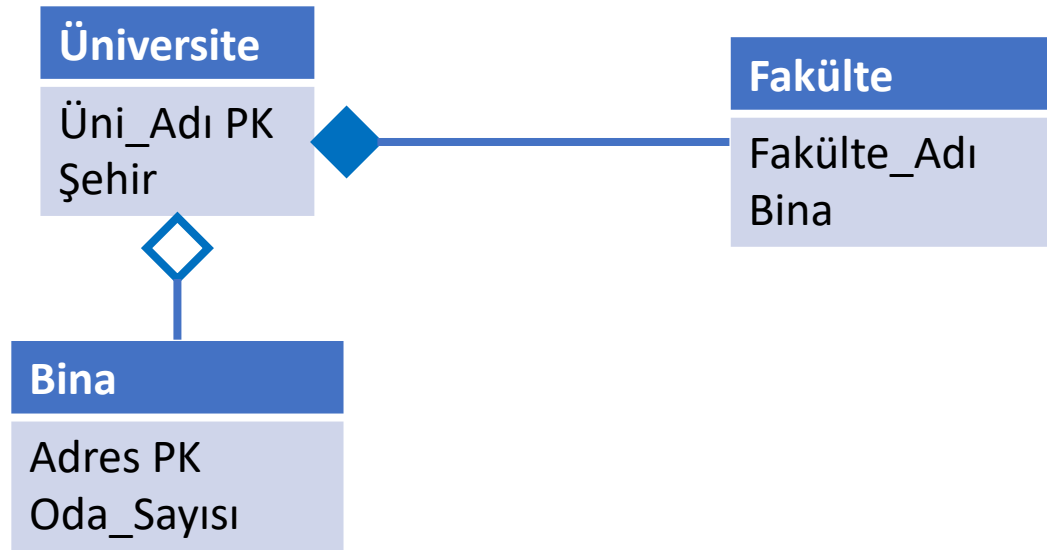 Üniversite
Üni_Adı PK
Şehir
Fakülte
Fakülte_Adı
Bina
Bina
Adres PK
Oda_Sayısı